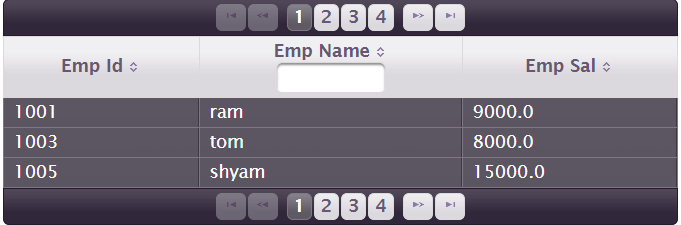 1 2 3 4
Emp Id Emp Name Emp Sal
1001 ram 9000.0
1003 tom 8000.0
1005 shyam 15000.0
1 2 3 4